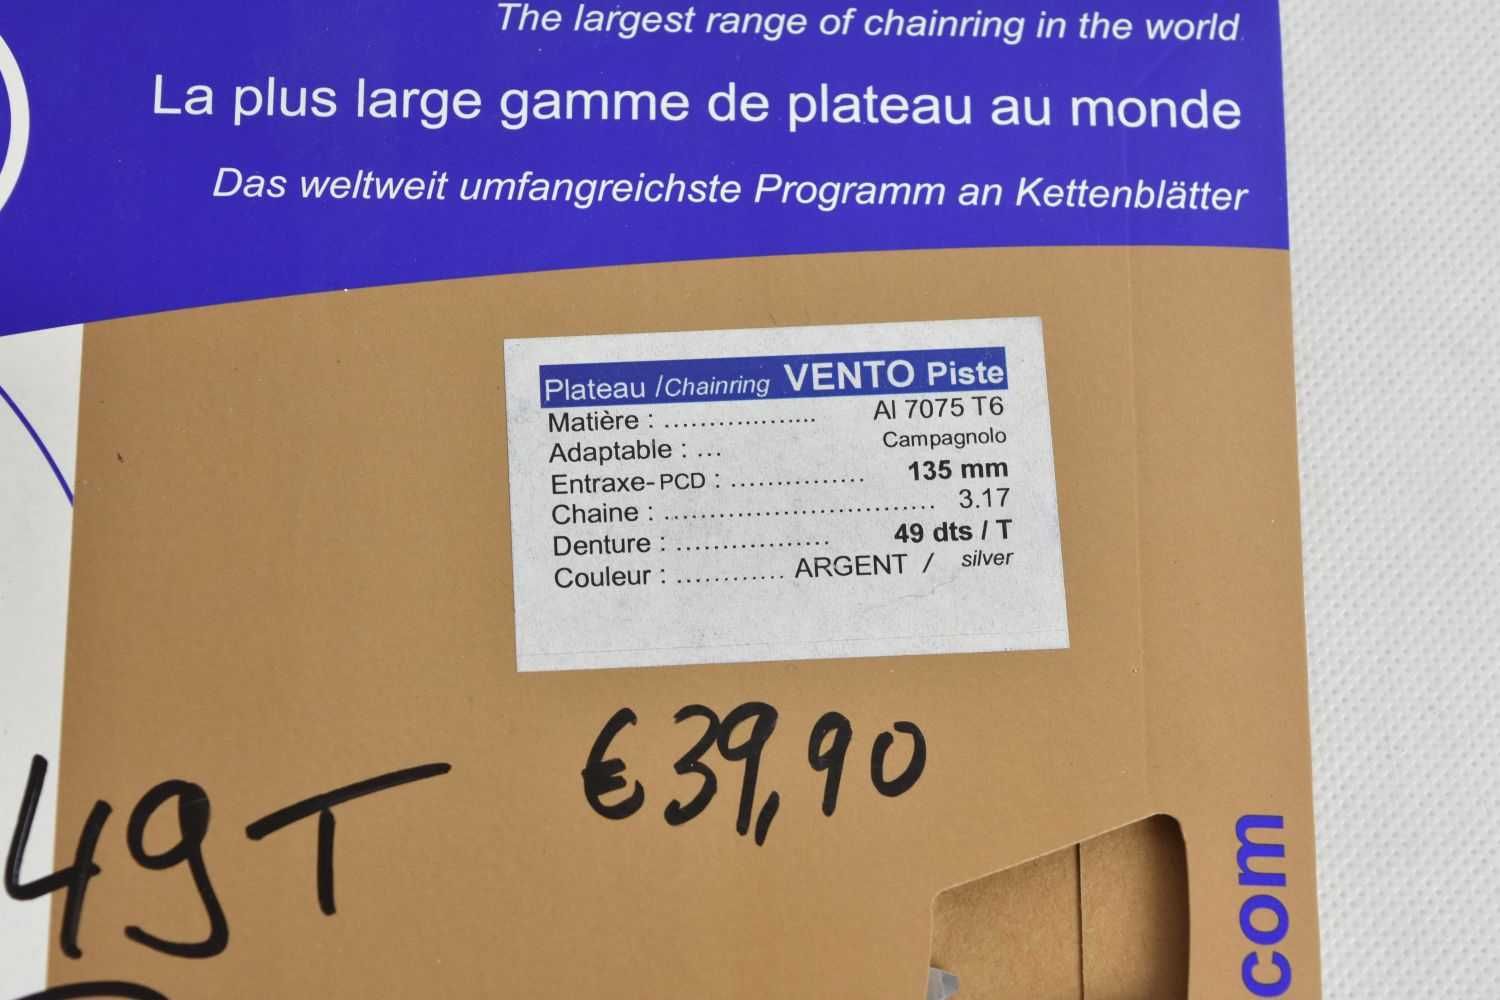 The largest range of chainring in the world
La plus large gamme de plateau au monde
Das weltweit umfangreichste Programm an Kettenblätter
Plateau /Chainring VENTO Piste
Matière : ................. Al 7075 T6
Adaptable : ... Campagnolo
Entraxe-PCD : ............... 135 mm
Chaine : .............................. 3.17
Denture : ................. 49 dts / T
Couleur : ............ ARGENT / silver
€39,90
49T
com